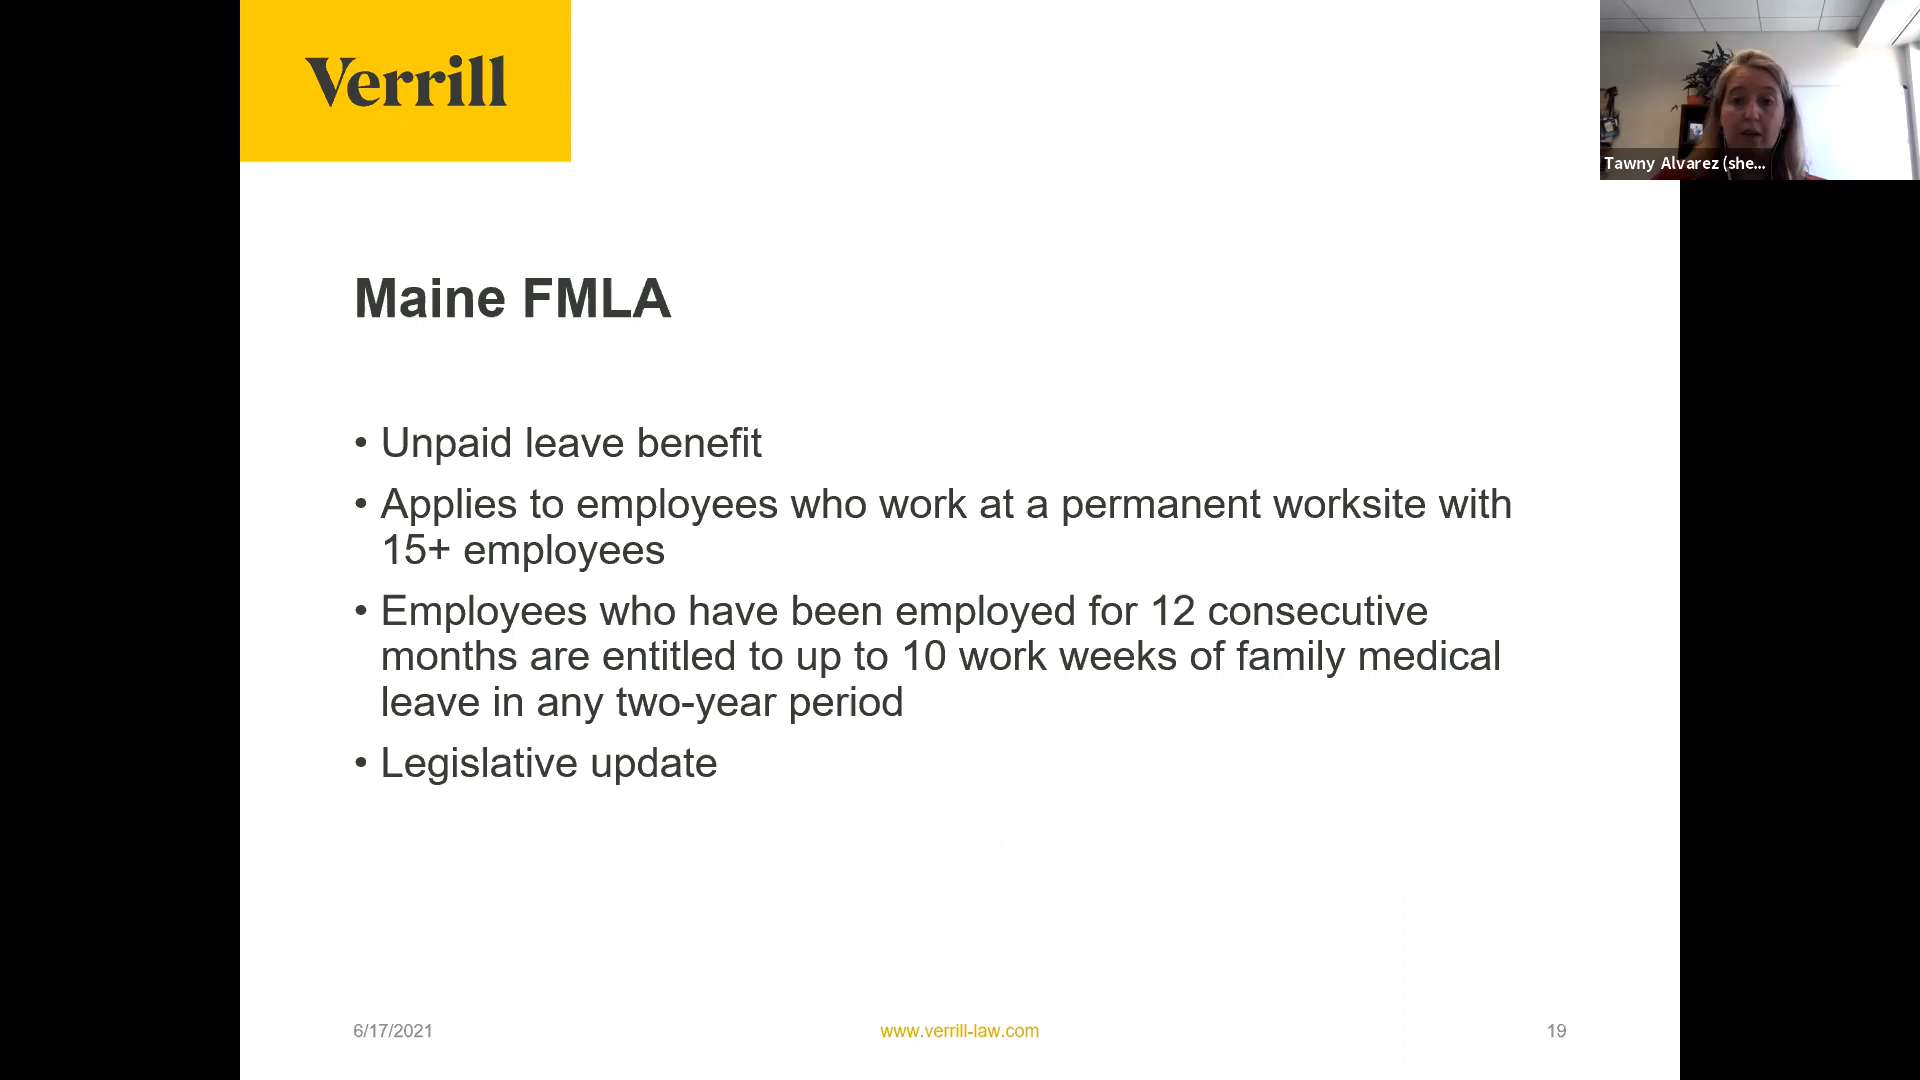 Verrill
Tawny Alvarez (she...
Maine FMLA
• Unpaid leave benefit
• Applies to employees who work at a permanent worksite with
15+ employees
• Employees who have been employed for 12 consecutive
months are entitled to up to 10 work weeks of family medical
leave in any two-year period
• Legislative update
6/17/2021
www.verrill-law.com
19